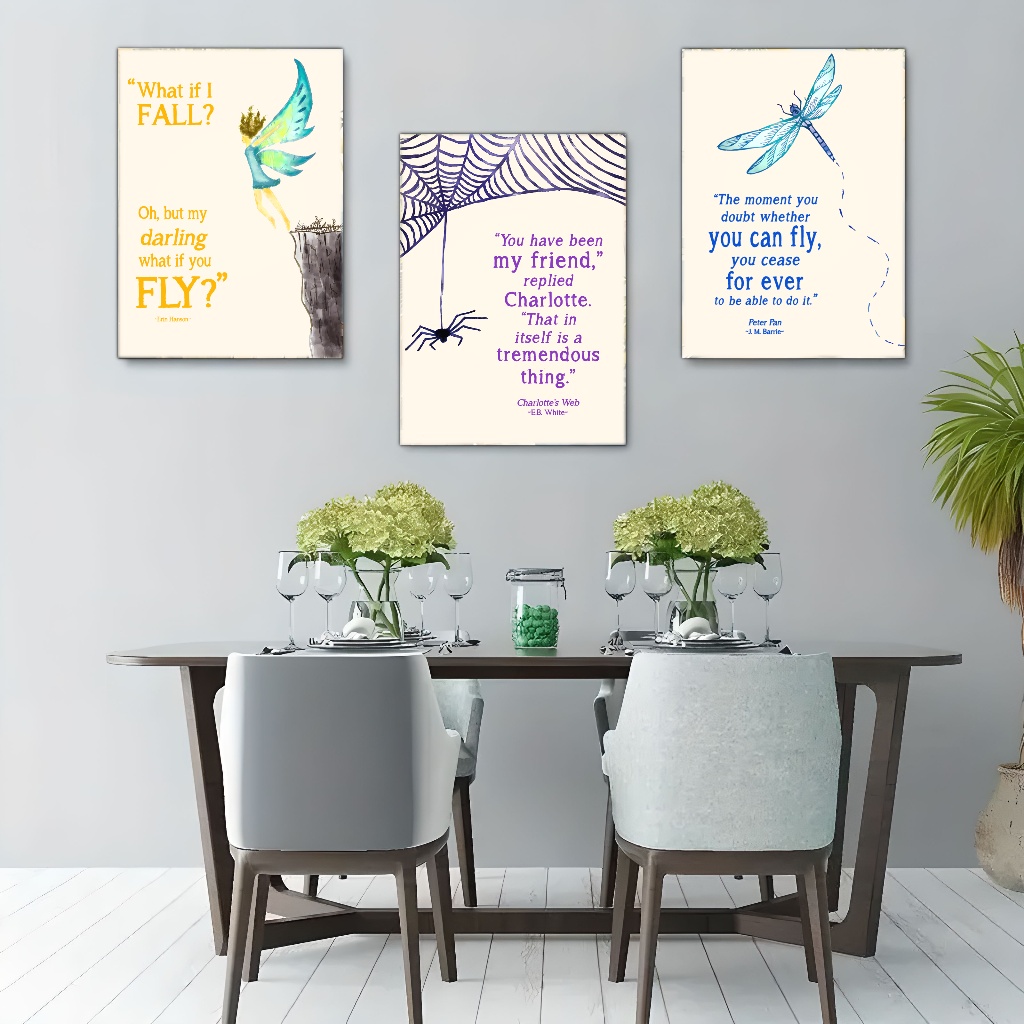 “What if I
FALL?
Oh, but my
darling
what if you
FLY?”
-Erin Hanson-
“You have been
my friend,”
replied
Charlotte.
“That in
itself is a
tremendous
thing.”
Charlotte's Web
-E.B. White-
“The moment you
doubt whether
you can fly,
you cease
for ever
to be able to do it.”
Peter Pan
-J. M. Barrie-